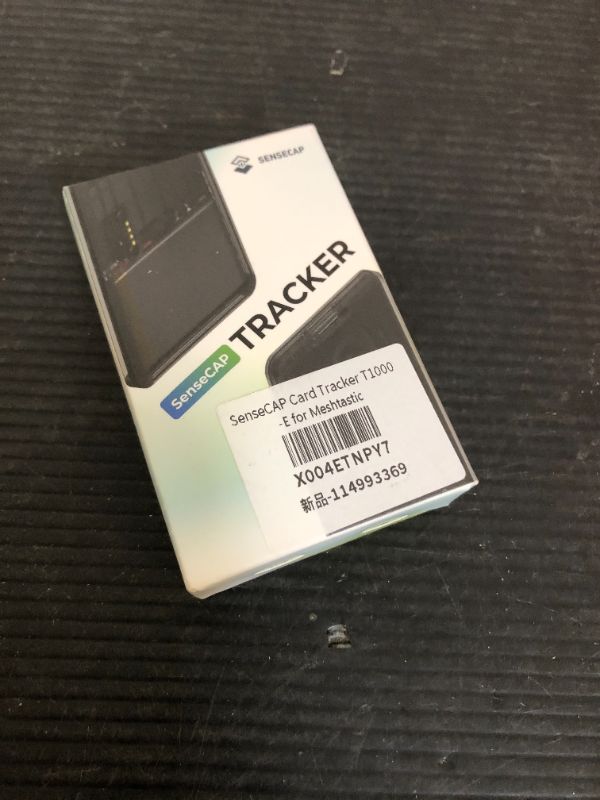 SENSECAP
SenseCAP TRACKER
SenseCAP Card Tracker T1000
-E for Meshtastic
X004ETNPY7
新品-114993369